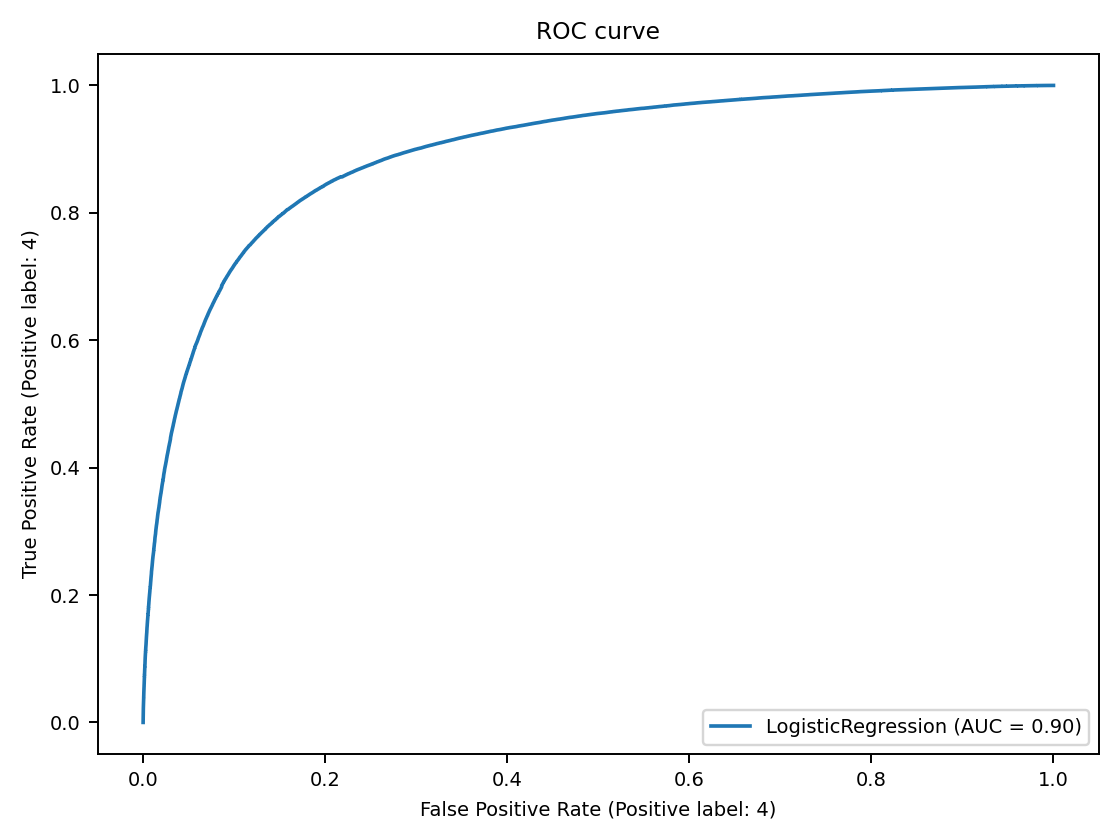 ROC curve
True Positive Rate (Positive label: 4)
1.0
0.8
0.6
0.4
0.2
0.0
LogisticRegression (AUC = 0.90)
0.0 0.2 0.4 0.6 0.8 1.0
False Positive Rate (Positive label: 4)